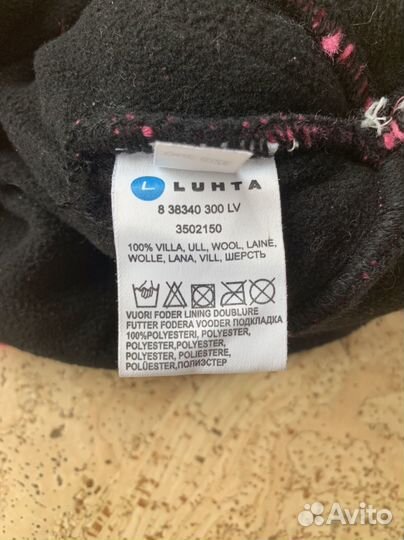 LUHTA
8 38340 300 LV
3502150
100% VILLA, ULL, WOOL, LAINE,
WOLLE, LANA, VILL, ШЕРСТЬ
VUORI FODER LINING DOUBLURE
FUTTER FODERA VOODER ПОДКЛАДКА
100%POLYESTERI, POLYESTER,
POLYESTER,POLYESTER,
POLYESTER, POLIESTERE,
POLÜESTER,ПОЛИЭСТЕР
Avito